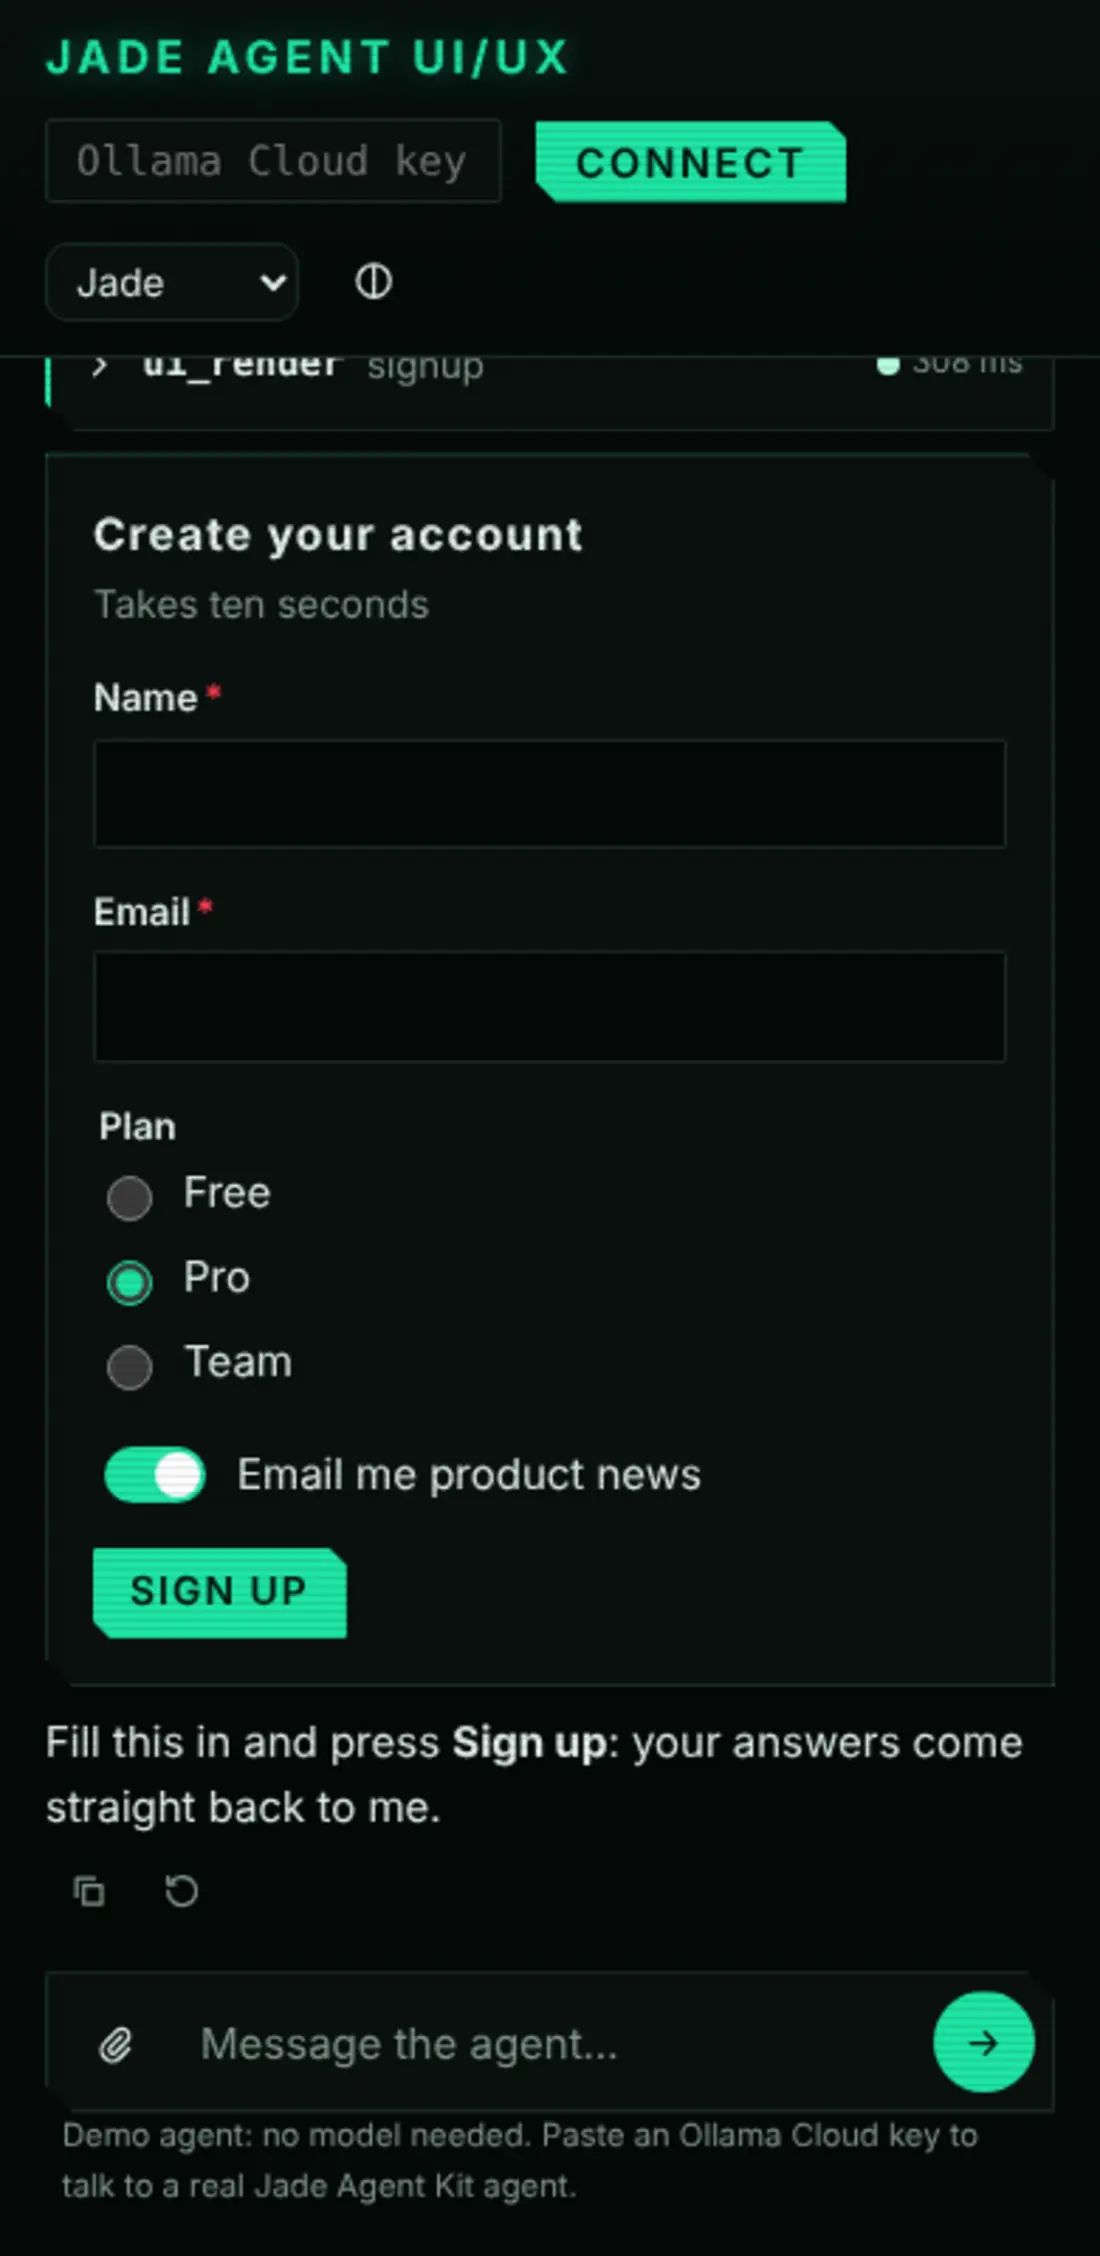 JADE AGENT UI/UX
Ollama Cloud key
CONNECT
Jade
ui_render signup 308 ms
Create your account
Takes ten seconds
Name *
Email *
Plan
Free
Pro
Team
Email me product news
SIGN UP
Fill this in and press Sign up: your answers come
straight back to me.
Message the agent...
Demo agent: no model needed. Paste an Ollama Cloud key to
talk to a real Jade Agent Kit agent.